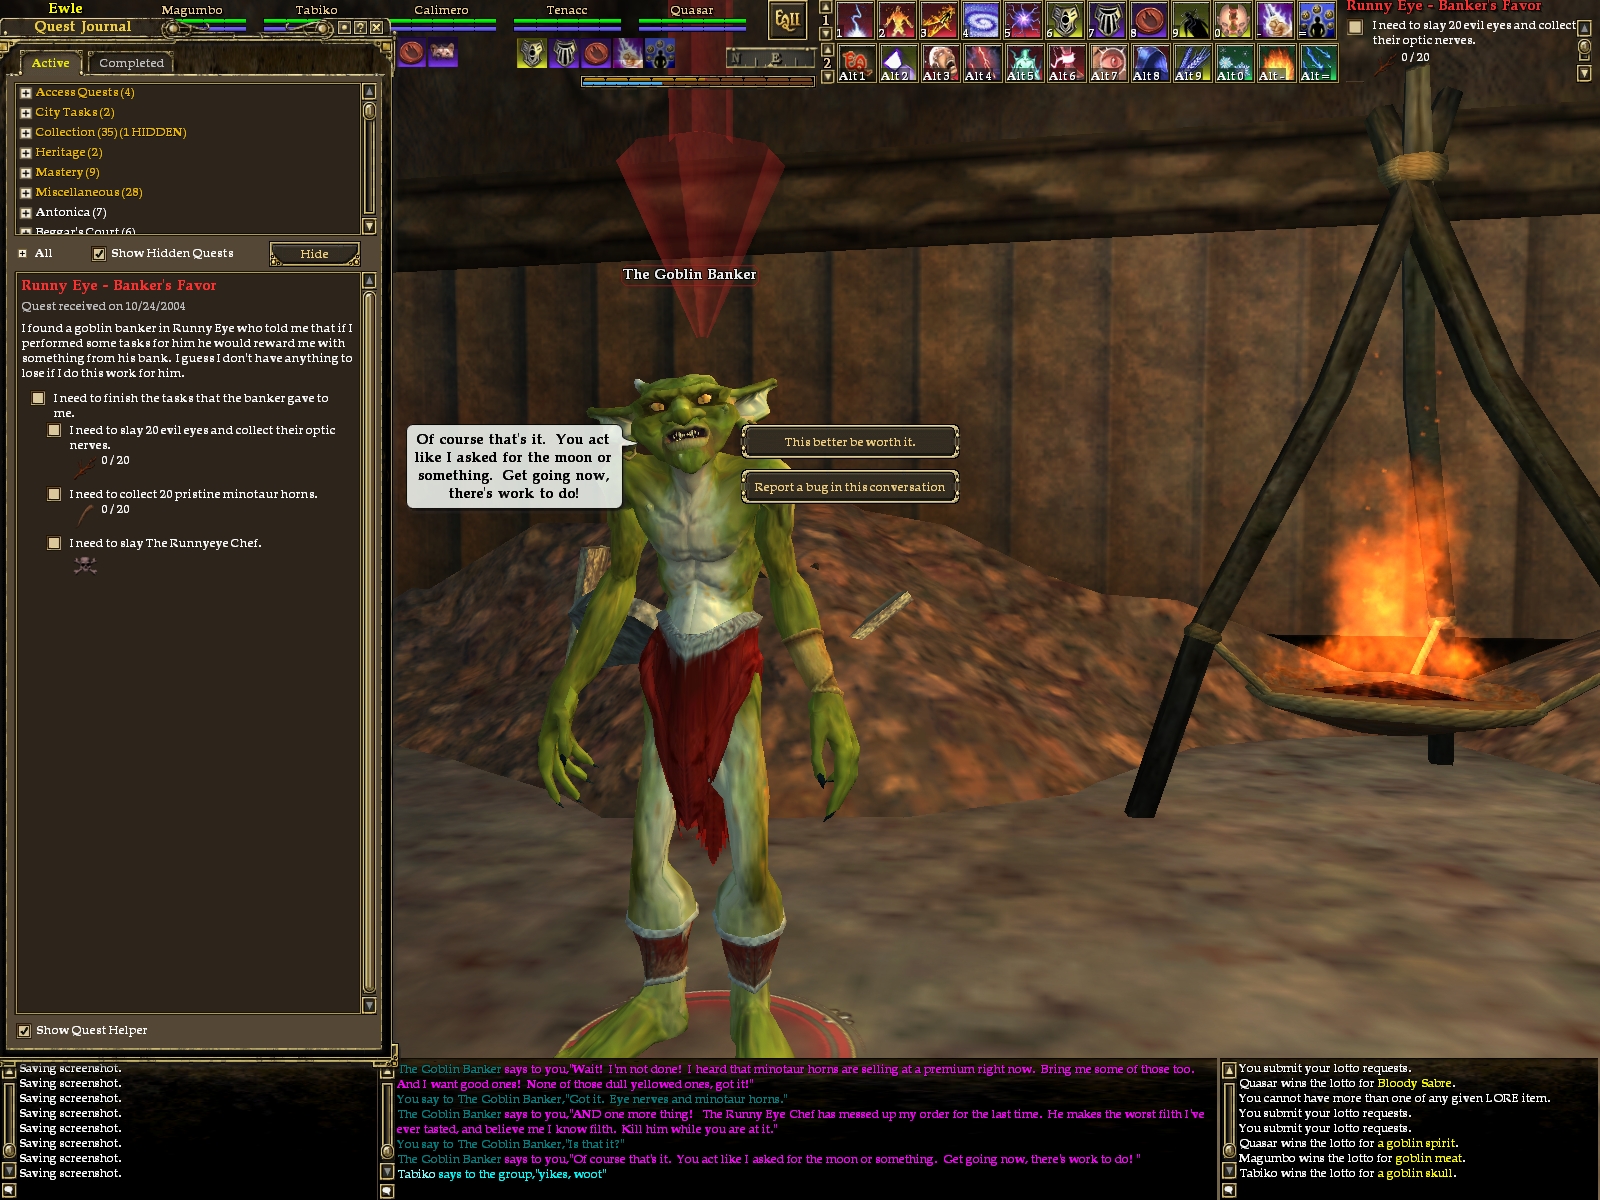 Ewle
Magumbo
Tabiko
Calimero
Tenacc
Quasar
EQII
Quest Journal
Active
Completed
Access Quests (4)
City Tasks (2)
Collection (35) (1 HIDDEN)
Heritage (2)
Mastery (9)
Miscellaneous (28)
Antonica (7)
Beggar's Court (6)
All
Show Hidden Quests
Hide
Runny Eye - Banker's Favor
Quest received on 10/24/2004
I found a goblin banker in Runny Eye who told me that if I
performed some tasks for him he would reward me with
something from his bank. I guess I don't have anything to
lose if I do this work for him.
I need to finish the tasks that the banker gave to
me.
I need to slay 20 evil eyes and collect their optic
nerves.
0 / 20
I need to collect 20 pristine minotaur horns.
0 / 20
I need to slay The Runnyeye Chef.
Show Quest Helper
N E
1
2
1 2 3 4 5 6 7 8 9 0 - =
Alt1 Alt2 Alt3 Alt4 Alt5 Alt6 Alt7 Alt8 Alt9 Alt0 Alt- Alt=
Runny Eye - Banker's Favor
I need to slay 20 evil eyes and collect
their optic nerves.
0 / 20
The Goblin Banker
Of course that's it. You act
like I asked for the moon or
something. Get going now,
there's work to do!
This better be worth it.
Report a bug in this conversation
Saving screenshot.
Saving screenshot.
Saving screenshot.
Saving screenshot.
Saving screenshot.
Saving screenshot.
Saving screenshot.
Saving screenshot.
The Goblin Banker says to you,"Wait! I'm not done! I heard that minotaur horns are selling at a premium right now. Bring me some of those too.
And I want good ones! None of those dull yellowed ones, got it!"
You say to The Goblin Banker,"Got it. Eye nerves and minotaur horns."
The Goblin Banker says to you,"AND one more thing! The Runny Eye Chef has messed up my order for the last time. He makes the worst filth I've
ever tasted, and believe me I know filth. Kill him while you are at it."
You say to The Goblin Banker,"Is that it?"
The Goblin Banker says to you,"Of course that's it. You act like I asked for the moon or something. Get going now, there's work to do! "
Tabiko says to the group,"yikes, woot"
You submit your lotto requests.
Quasar wins the lotto for Bloody Sabre.
You cannot have more than one of any given LORE item.
You submit your lotto requests.
You submit your lotto requests.
Quasar wins the lotto for a goblin spirit.
Magumbo wins the lotto for goblin meat.
Tabiko wins the lotto for a goblin skull.